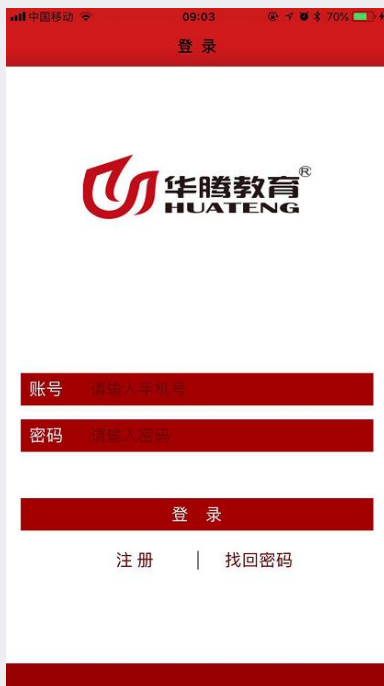 中国移动 09:03 70%
登 录
华腾教育®
HUATENG
账号 请输入手机号
密码 请输入密码
登 录
注 册 | 找回密码